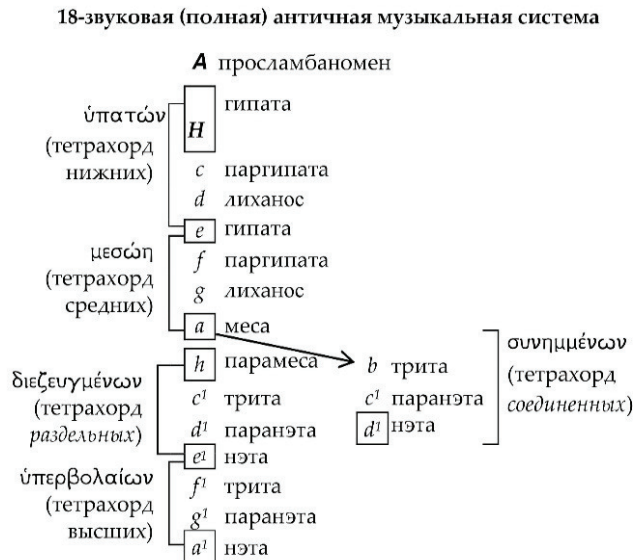 18-звуковая (полная) античная музыкальная система
A просламбаномен
ὑπατών
(тетрахорд
нижних)
H гипата
c паргипата
d лиханос
e гипата
μεσώη
(тетрахорд
средних)
f паргипата
g лиханос
a меса
h парамеса
διεζευγμένων
(тетрахорд
раздельных)
c¹ трита
d¹ паранэта
e¹ нэта
b трита
c¹ паранэта
d¹ нэта
συνημμένων
(тетрахорд
соединенных)
ὑπερβολαίων
(тетрахорд
высших)
f¹ трита
g¹ паранэта
a¹ нэта